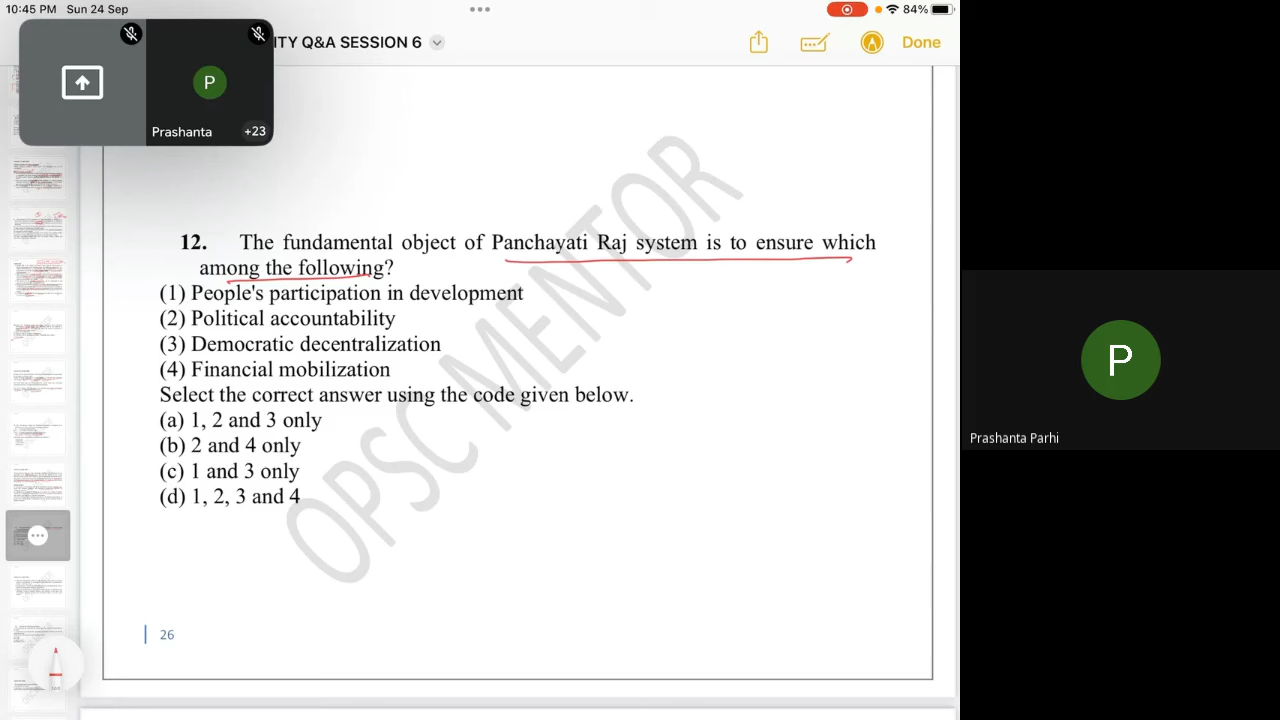 10:45 PM Sun 24 Sep
84%
ITY Q&A SESSION 6
Done
P
Prashanta
+23
12. The fundamental object of Panchayati Raj system is to ensure which
among the following?
(1) People's participation in development
(2) Political accountability
(3) Democratic decentralization
(4) Financial mobilization
Select the correct answer using the code given below.
(a) 1, 2 and 3 only
(b) 2 and 4 only
(c) 1 and 3 only
(d) 1, 2, 3 and 4
OPSC MENTOR
26
P
Prashanta Parhi